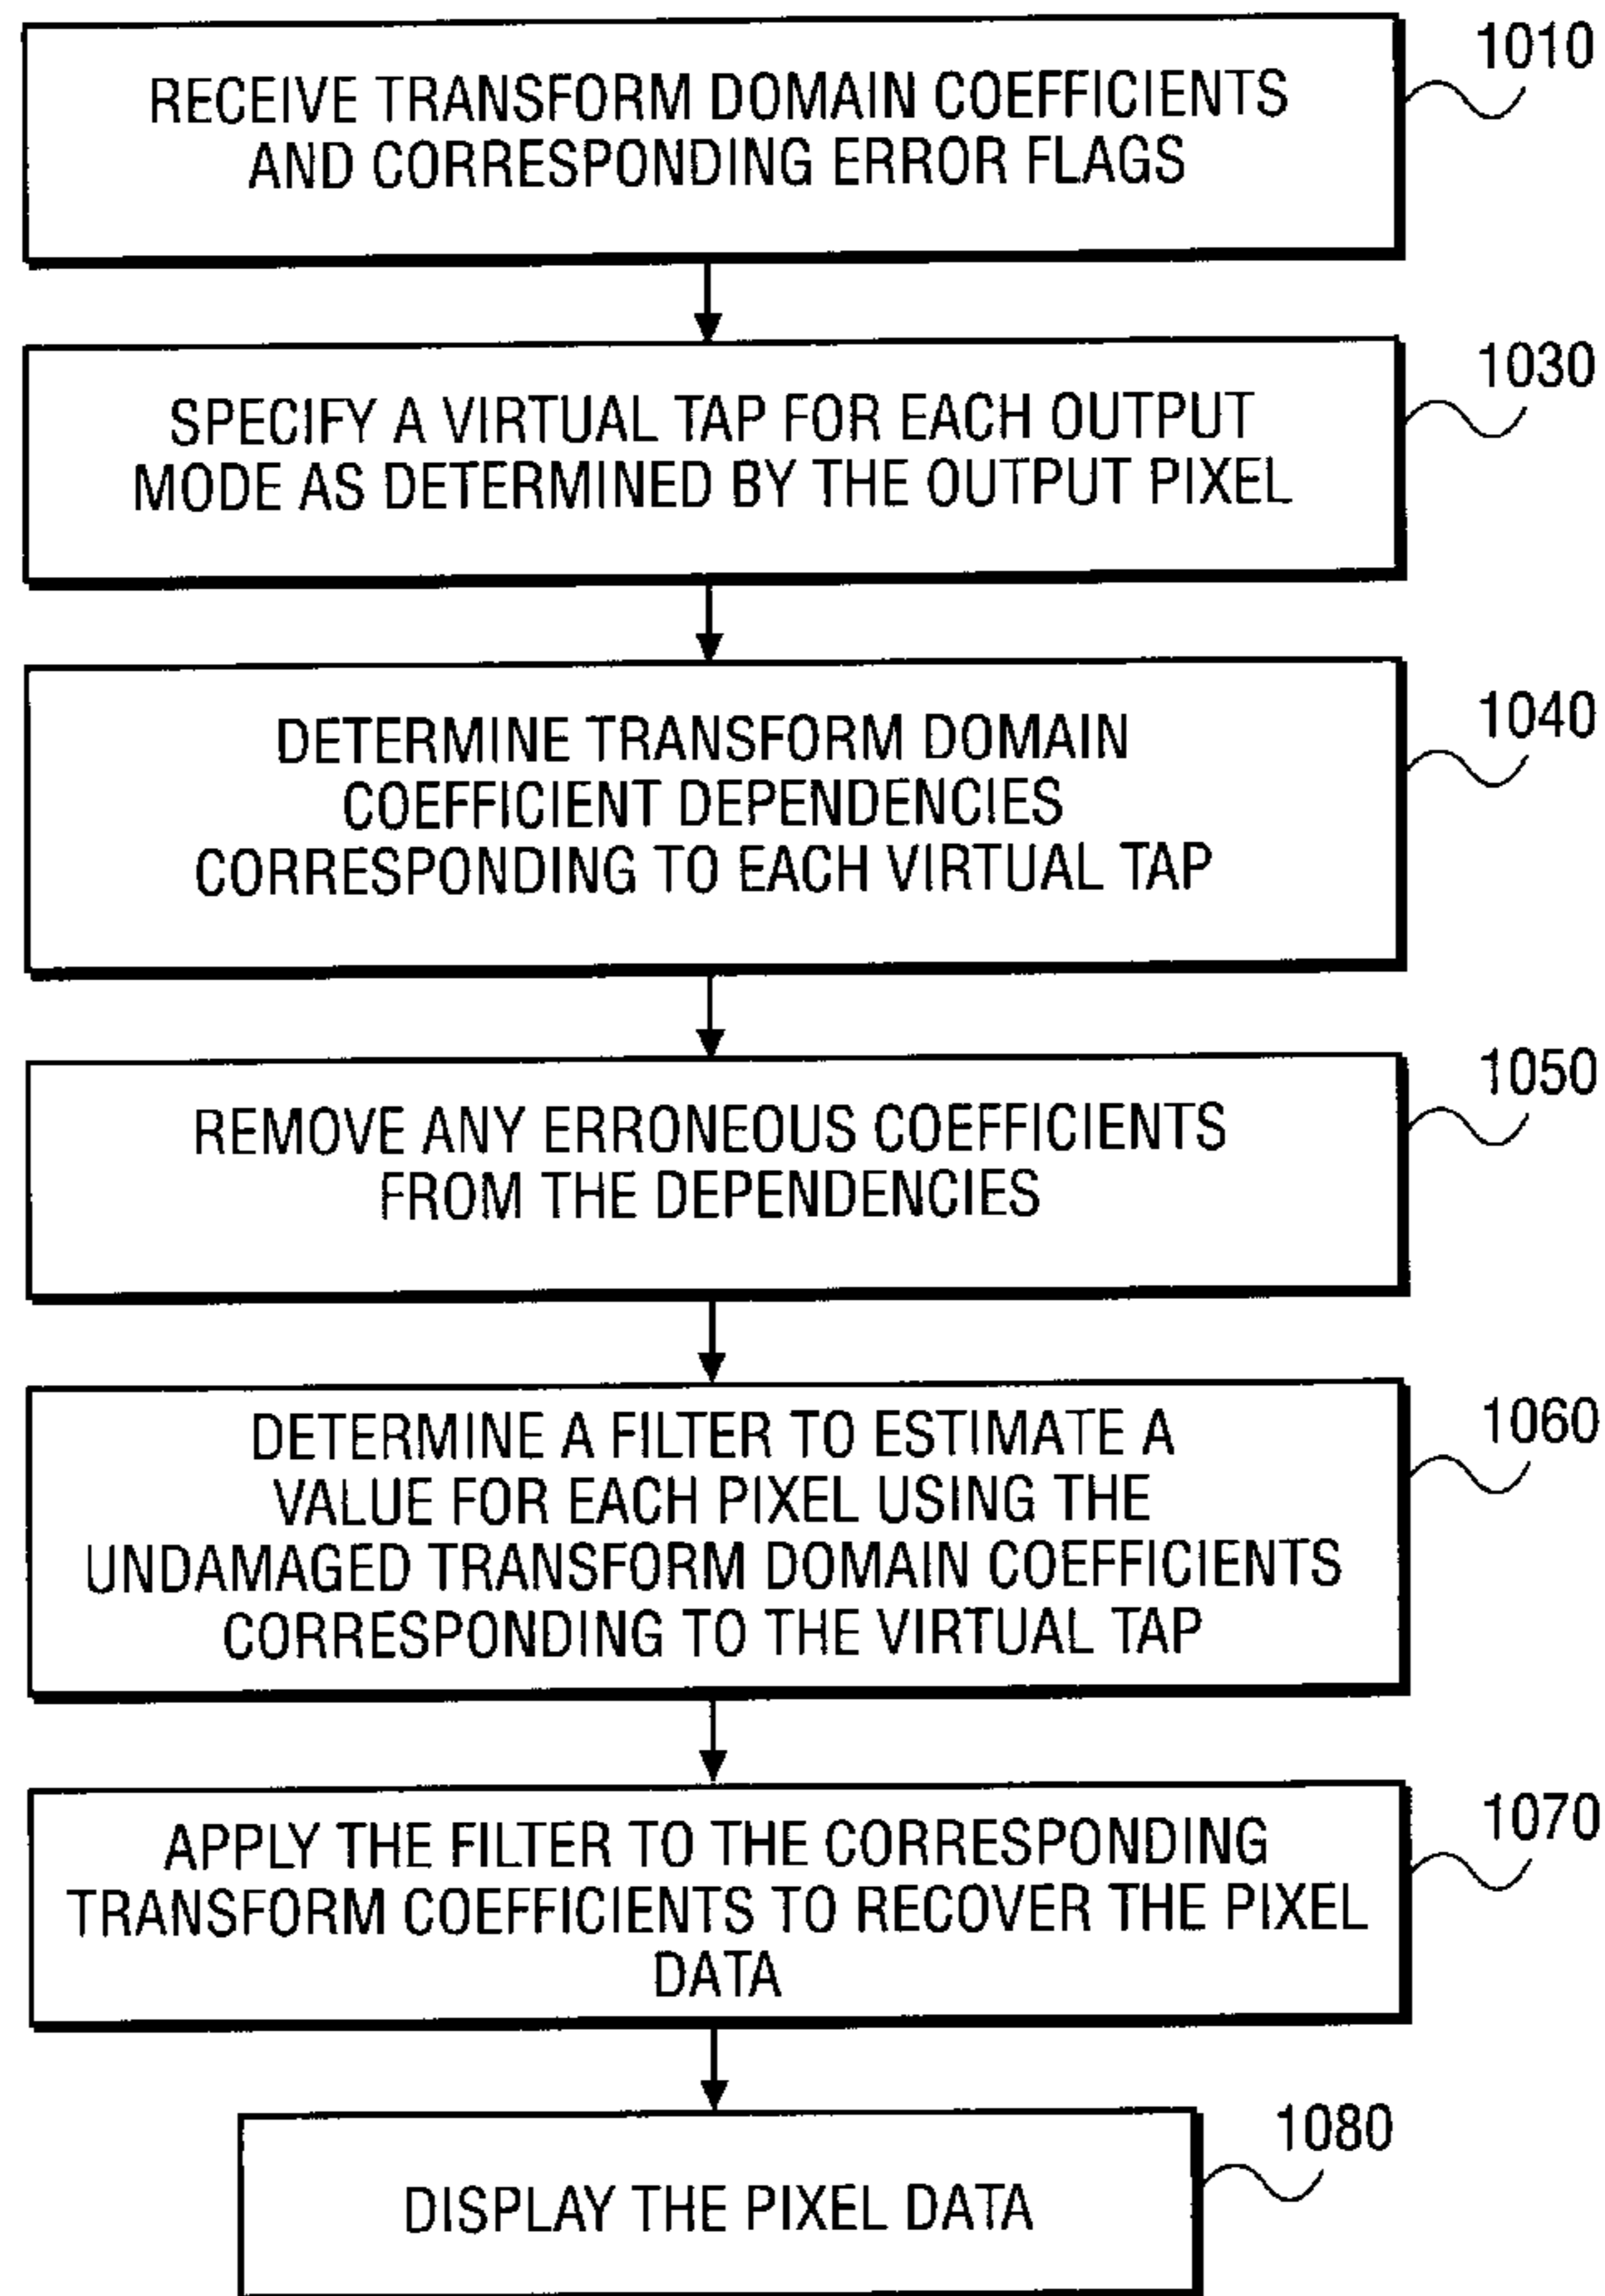 1010
RECEIVE TRANSFORM DOMAIN COEFFICIENTS
AND CORRESPONDING ERROR FLAGS
1030
SPECIFY A VIRTUAL TAP FOR EACH OUTPUT
MODE AS DETERMINED BY THE OUTPUT PIXEL
1040
DETERMINE TRANSFORM DOMAIN
COEFFICIENT DEPENDENCIES
CORRESPONDING TO EACH VIRTUAL TAP
1050
REMOVE ANY ERRONEOUS COEFFICIENTS
FROM THE DEPENDENCIES
1060
DETERMINE A FILTER TO ESTIMATE A
VALUE FOR EACH PIXEL USING THE
UNDAMAGED TRANSFORM DOMAIN COEFFICIENTS
CORRESPONDING TO THE VIRTUAL TAP
1070
APPLY THE FILTER TO THE CORRESPONDING
TRANSFORM COEFFICIENTS TO RECOVER THE PIXEL
DATA
1080
DISPLAY THE PIXEL DATA